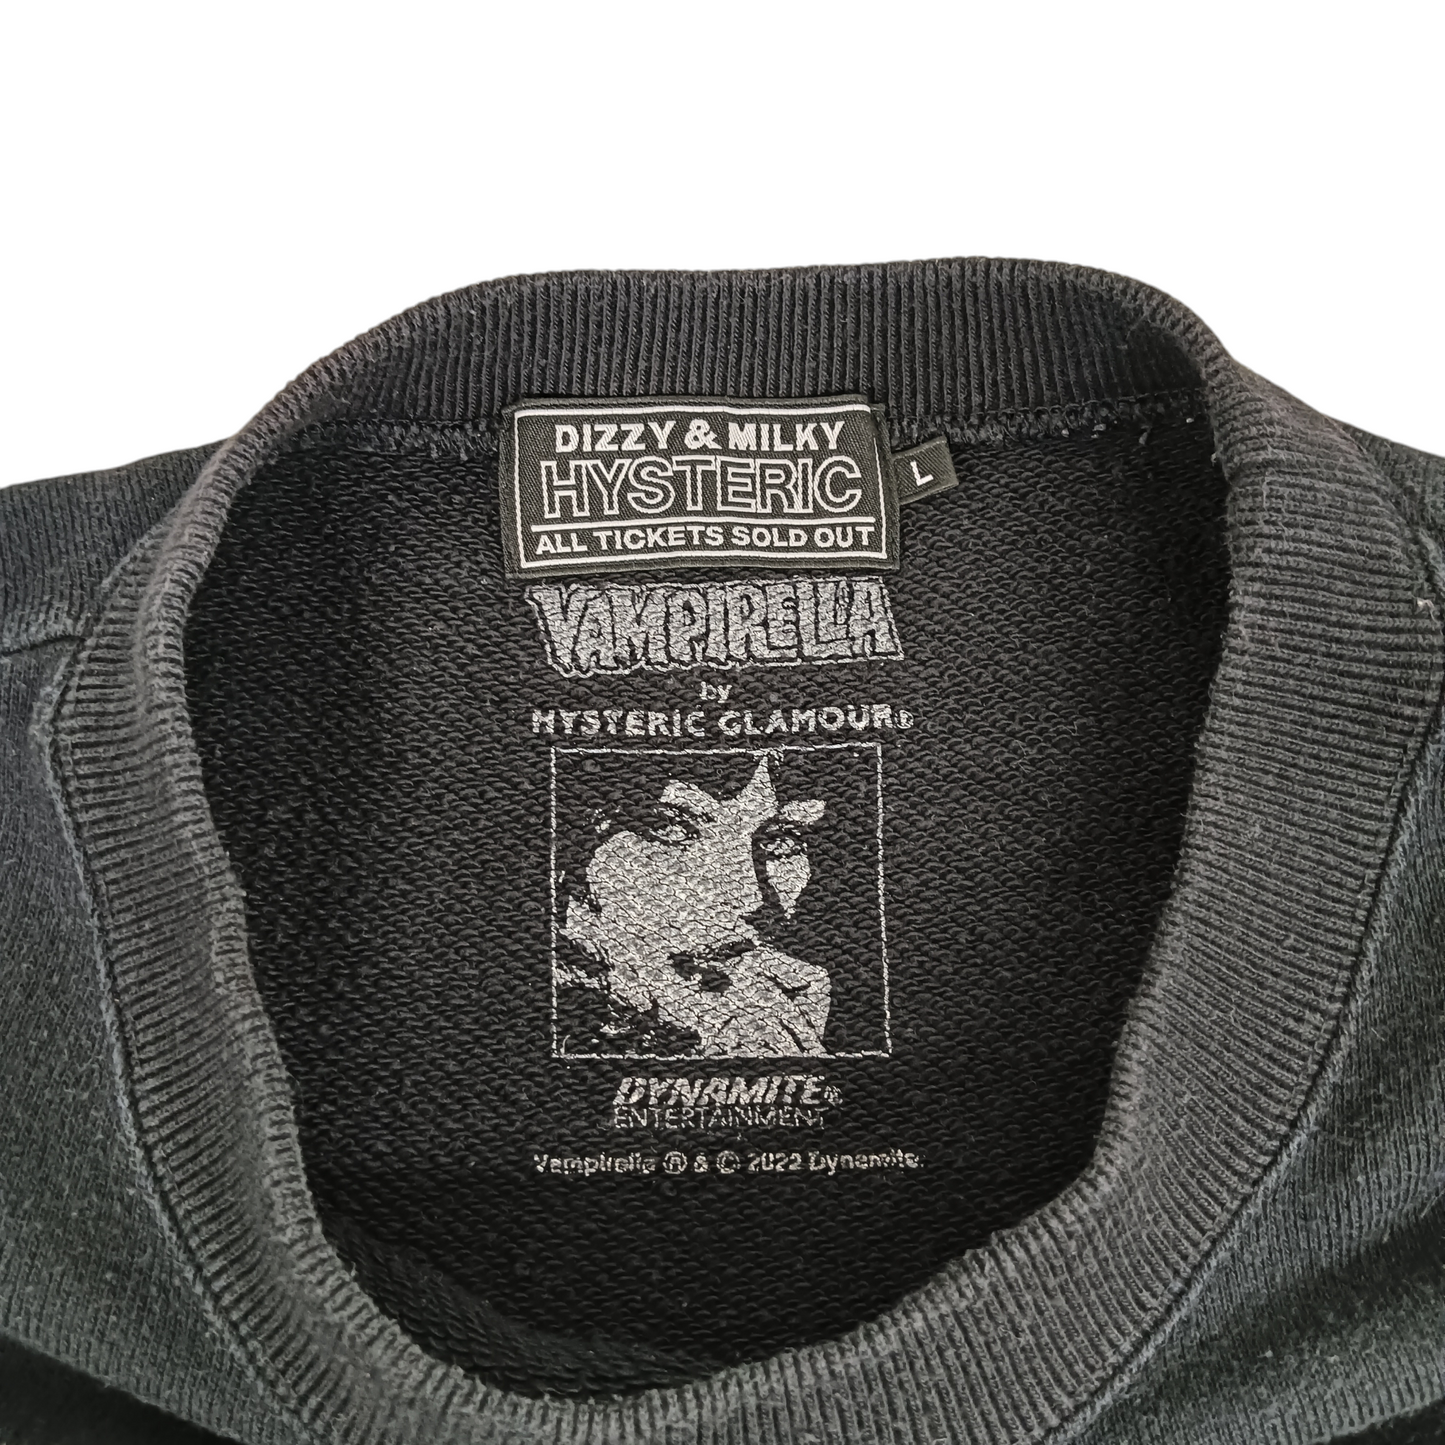 DIZZY & MILKY
HYSTERIC
ALL TICKETS SOLD OUT
L
VAMPIRELLA
by
HYSTERIC GLAMOUR®
DYNAMITE®
ENTERTAINMENT
Vampirella ® & © 2022 Dynamite.